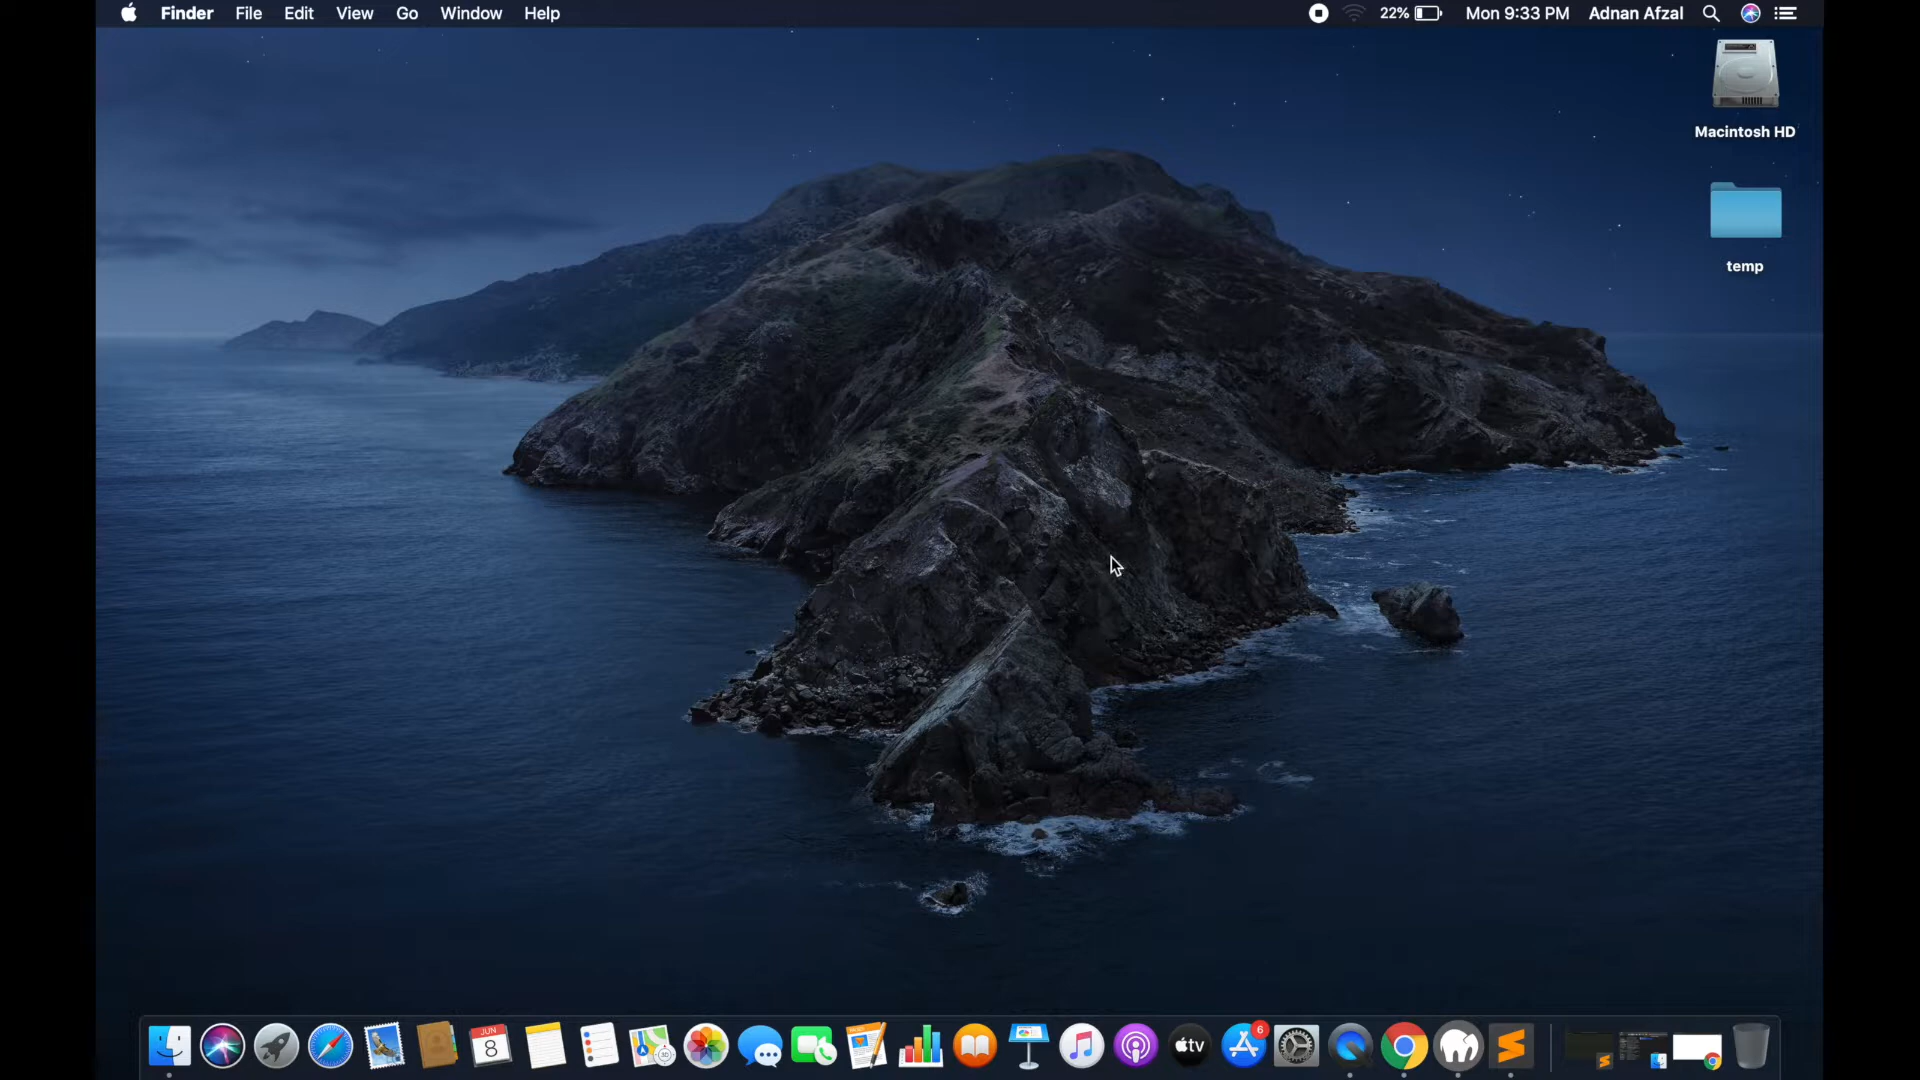 Finder File Edit View Go Window Help 22% Mon 9:33 PM Adnan Afzal
Macintosh HD
temp
JUN
8
6
tv